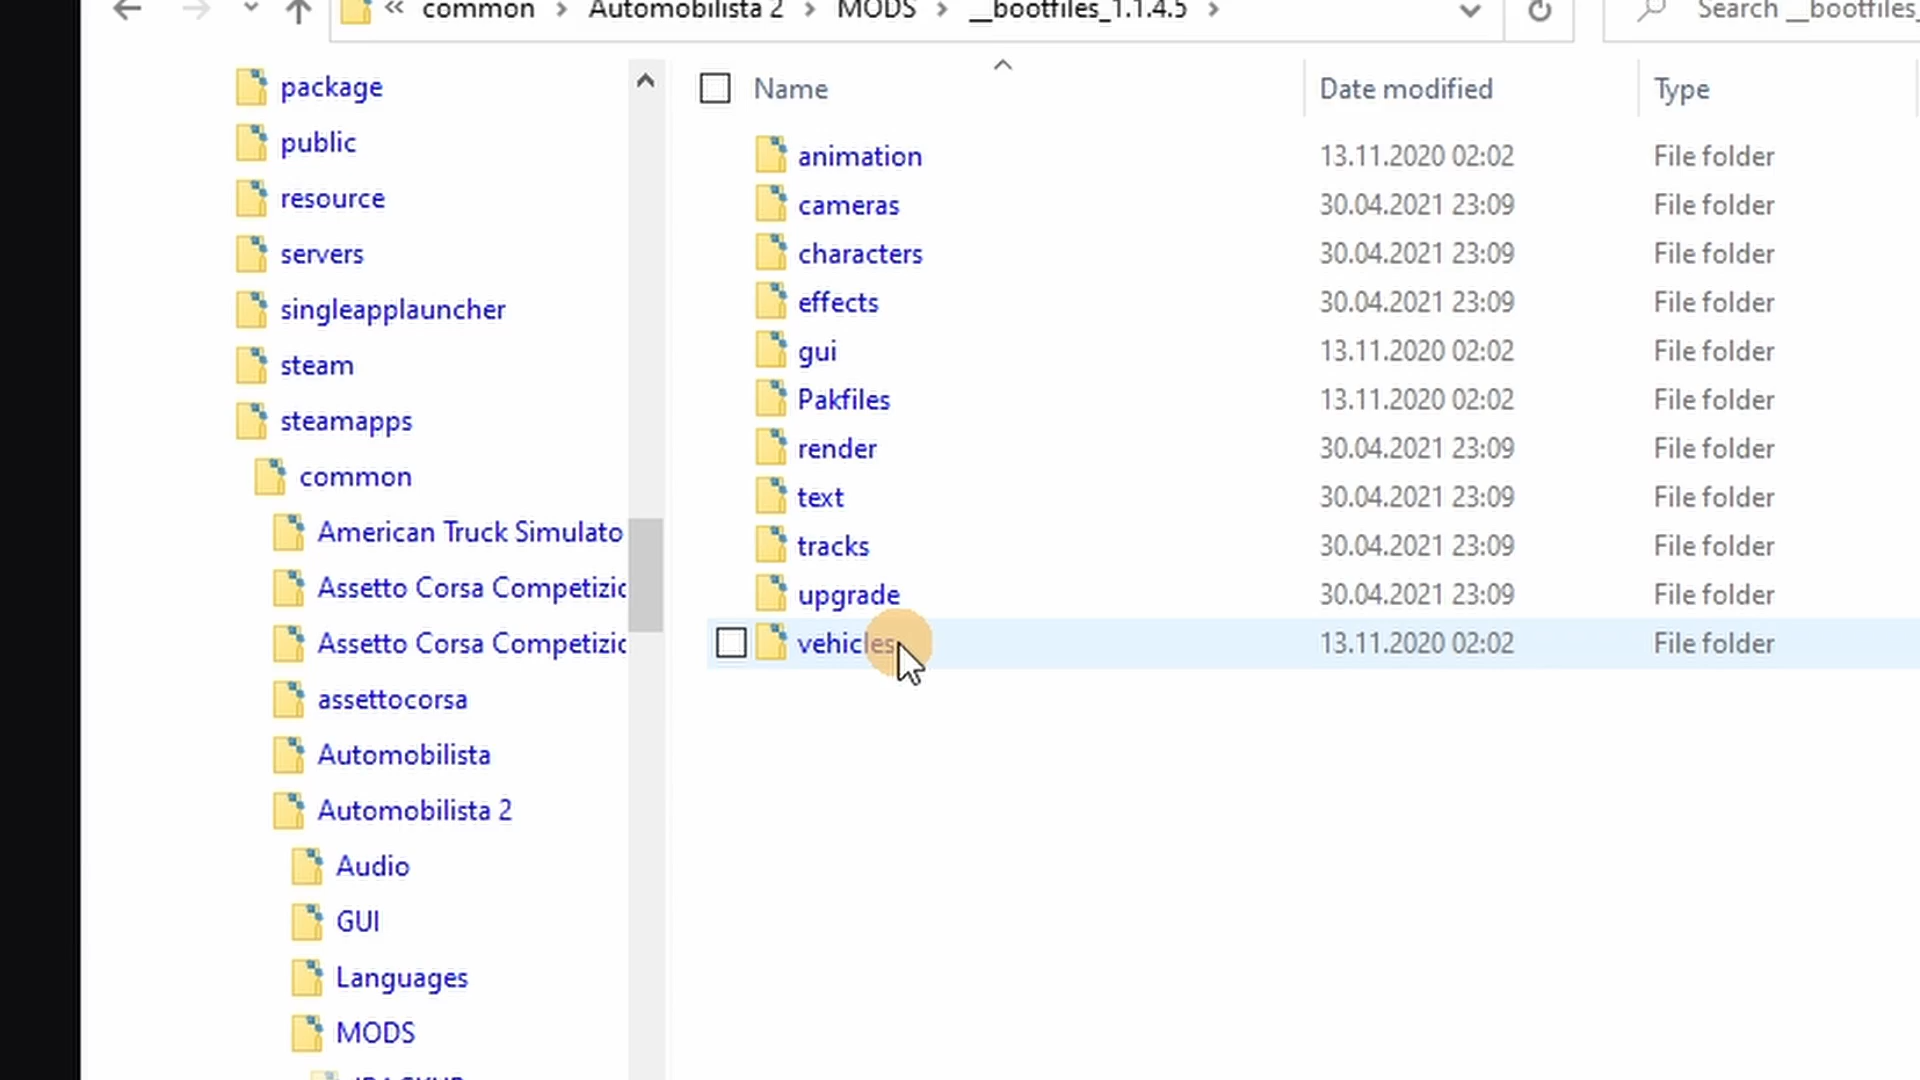 « common > Automobilista 2 > MODS > __bootfiles_1.1.4.5 >
Search __bootfiles_
package
public
resource
servers
singleapplauncher
steam
steamapps
common
American Truck Simulato
Assetto Corsa Competizic
Assetto Corsa Competizic
assettocorsa
Automobilista
Automobilista 2
Audio
GUI
Languages
MODS
Name Date modified Type
animation 13.11.2020 02:02 File folder
cameras 30.04.2021 23:09 File folder
characters 30.04.2021 23:09 File folder
effects 30.04.2021 23:09 File folder
gui 13.11.2020 02:02 File folder
Pakfiles 13.11.2020 02:02 File folder
render 30.04.2021 23:09 File folder
text 30.04.2021 23:09 File folder
tracks 30.04.2021 23:09 File folder
upgrade 30.04.2021 23:09 File folder
vehicles 13.11.2020 02:02 File folder